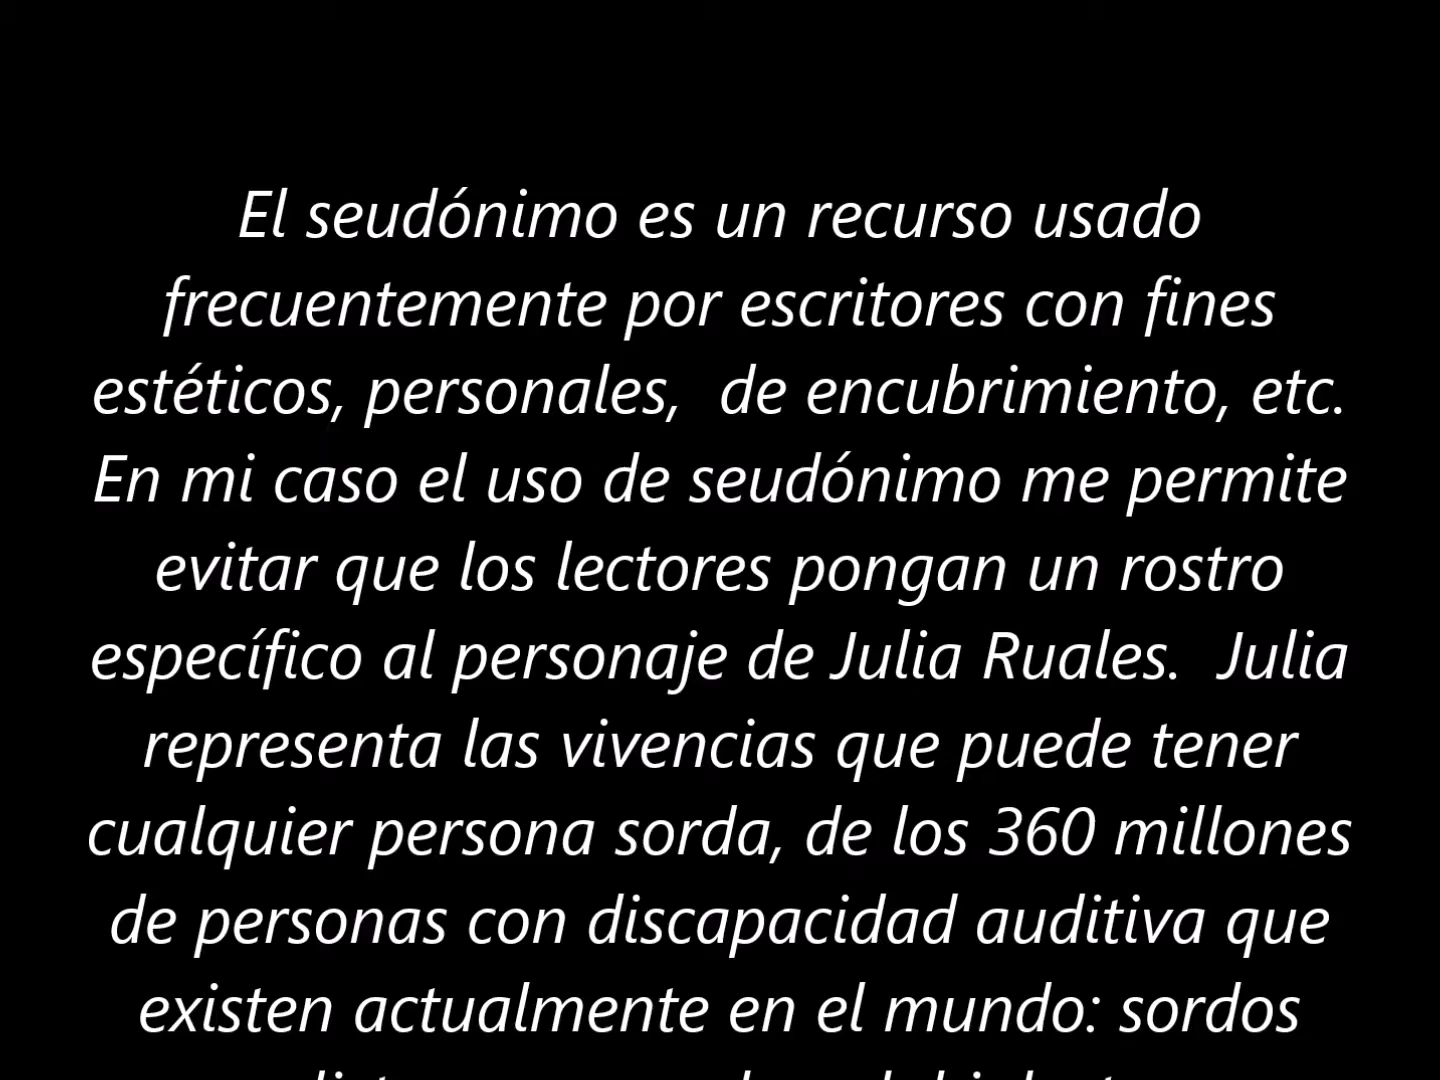 El seudónimo es un recurso usado
frecuentemente por escritores con fines
estéticos, personales,  de encubrimiento, etc.
En mi caso el uso de seudónimo me permite
evitar que los lectores pongan un rostro
específico al personaje de Julia Ruales.  Julia
representa las vivencias que puede tener
cualquier persona sorda, de los 360 millones
de personas con discapacidad auditiva que
existen actualmente en el mundo: sordos